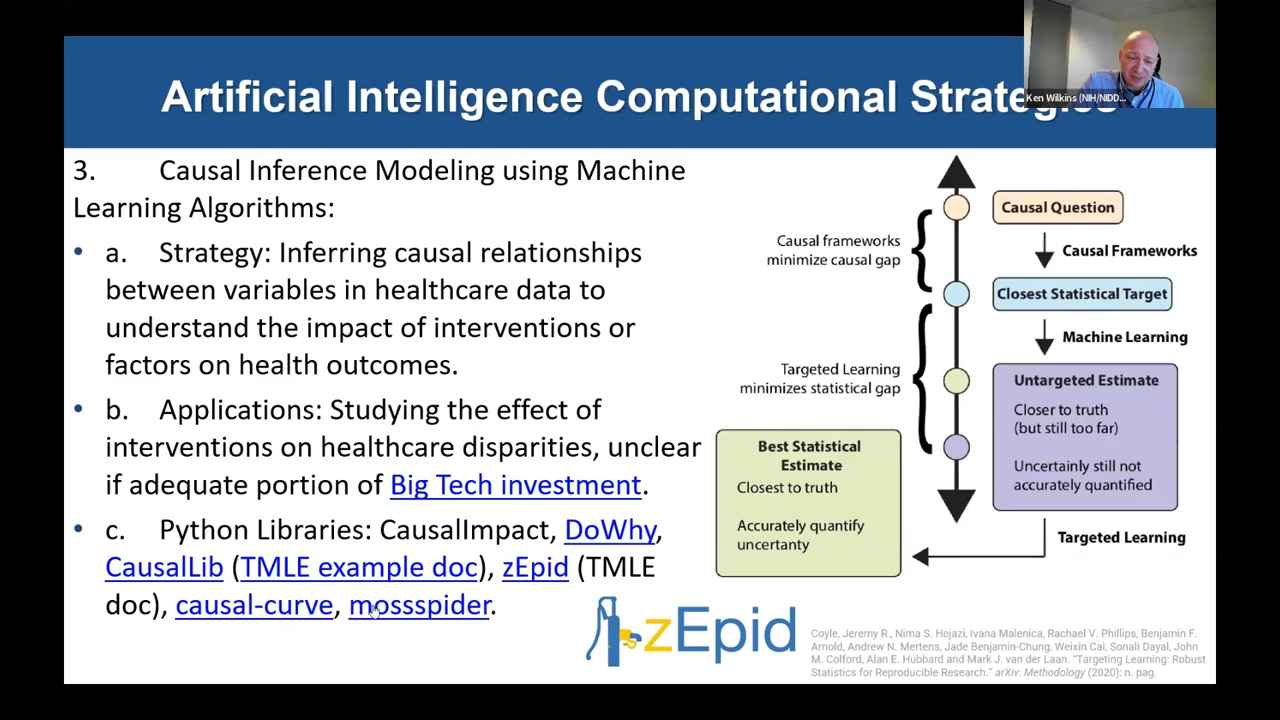 Artificial Intelligence Computational Strategies
Ken Wilkins (NIH/NIDD...
3. Causal Inference Modeling using Machine
Learning Algorithms:
• a. Strategy: Inferring causal relationships
between variables in healthcare data to
understand the impact of interventions or
factors on health outcomes.
• b. Applications: Studying the effect of
interventions on healthcare disparities, unclear
if adequate portion of Big Tech investment.
• c. Python Libraries: CausalImpact, DoWhy,
CausalLib (TMLE example doc), zEpid (TMLE
doc), causal-curve, mossspider.
Causal frameworks
minimize causal gap
Targeted Learning
minimizes statistical gap
Causal Question
Causal Frameworks
Closest Statistical Target
Machine Learning
Untargeted Estimate
Closer to truth
(but still too far)
Uncertainly still not
accurately quantified
Targeted Learning
Best Statistical
Estimate
Closest to truth
Accurately quantify
uncertanty
zEpid
Coyle, Jeremy R., Nima S. Hejazi, Ivana Malenica, Rachael V. Phillips, Benjamin F.
Arnold, Andrew N. Mertens, Jade Benjamin-Chung, Weixin Cai, Sonali Dayal, John
M. Colford, Alan E. Hubbard and Mark J. van der Laan. "Targeting Learning: Robust
Statistics for Reproducible Research." arXiv: Methodology (2020): n. pag.